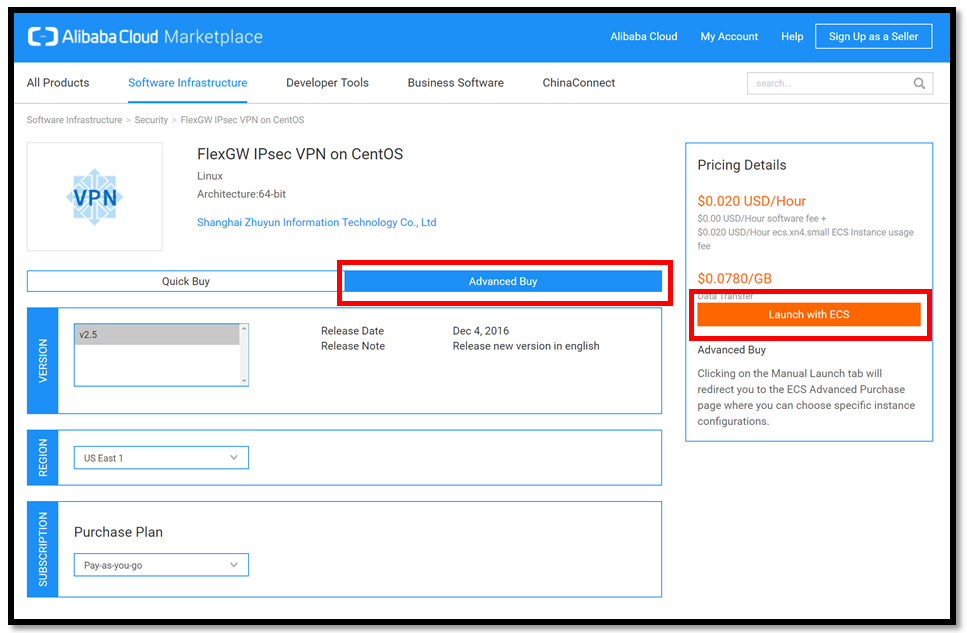 Alibaba Cloud Marketplace
Alibaba Cloud My Account Help Sign Up as a Seller
All Products Software Infrastructure Developer Tools Business Software ChinaConnect search...
Software Infrastructure > Security > FlexGW IPsec VPN on CentOS
VPN
FlexGW IPsec VPN on CentOS
Linux
Architecture:64-bit
Shanghai Zhuyun Information Technology Co., Ltd
Quick Buy Advanced Buy
VERSION
v2.5
Release Date Dec 4, 2016
Release Note Release new version in english
REGION
US East 1
SUBSCRIPTION
Purchase Plan
Pay-as-you-go
Pricing Details
$0.020 USD/Hour
$0.00 USD/Hour software fee +
$0.020 USD/Hour ecs.xn4.small ECS Instance usage
fee
$0.0780/GB
Data Transfer
Launch with ECS
Advanced Buy
Clicking on the Manual Launch tab will
redirect you to the ECS Advanced Purchase
page where you can choose specific instance
configurations.